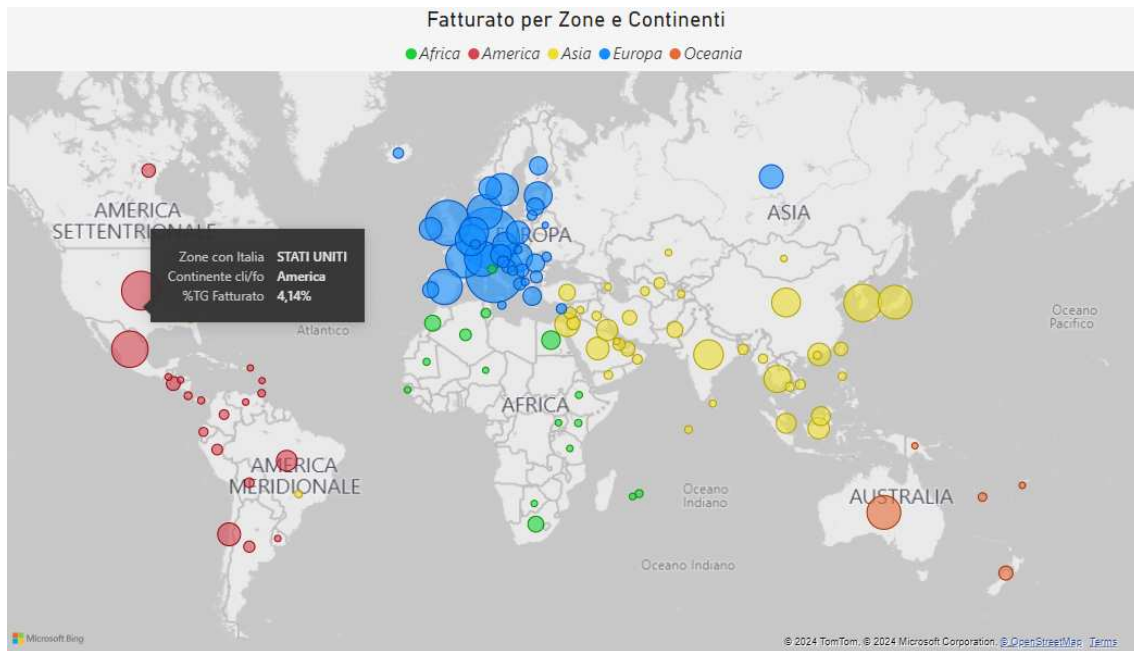 Fatturato per Zone e Continenti
Africa America Asia Europa Oceania
AMERICA
SETTENTRIONALE
EUROPA
ASIA
Zone con Italia STATI UNITI
Continente cli/fo America
%TG Fatturato 4,14%
Atlantico
Oceano
Pacifico
AFRICA
AMERICA
MERIDIONALE
Oceano
Indiano
AUSTRALIA
Oceano Indiano
Microsoft Bing
© 2024 TomTom, © 2024 Microsoft Corporation, © OpenStreetMap Terms